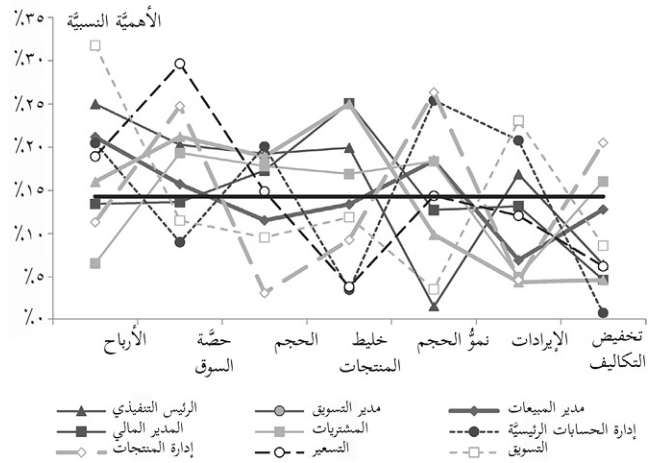 الأهميَّة النسبيَّة
٪٣٥
٪٣٠
٪٢٥
٪٢٠
٪١٥
٪١٠
٪٥
٪٠
الأرباح
حصَّة السوق
الحجم
خليط المنتجات
نموُّ الحجم
الإيرادات
تخفيض التكاليف
الرئيس التنفيذي
مدير التسويق
مدير المبيعات
المدير المالي
المشتريات
إدارة الحسابات الرئيسيَّة
إدارة المنتجات
التسعير
التسويق